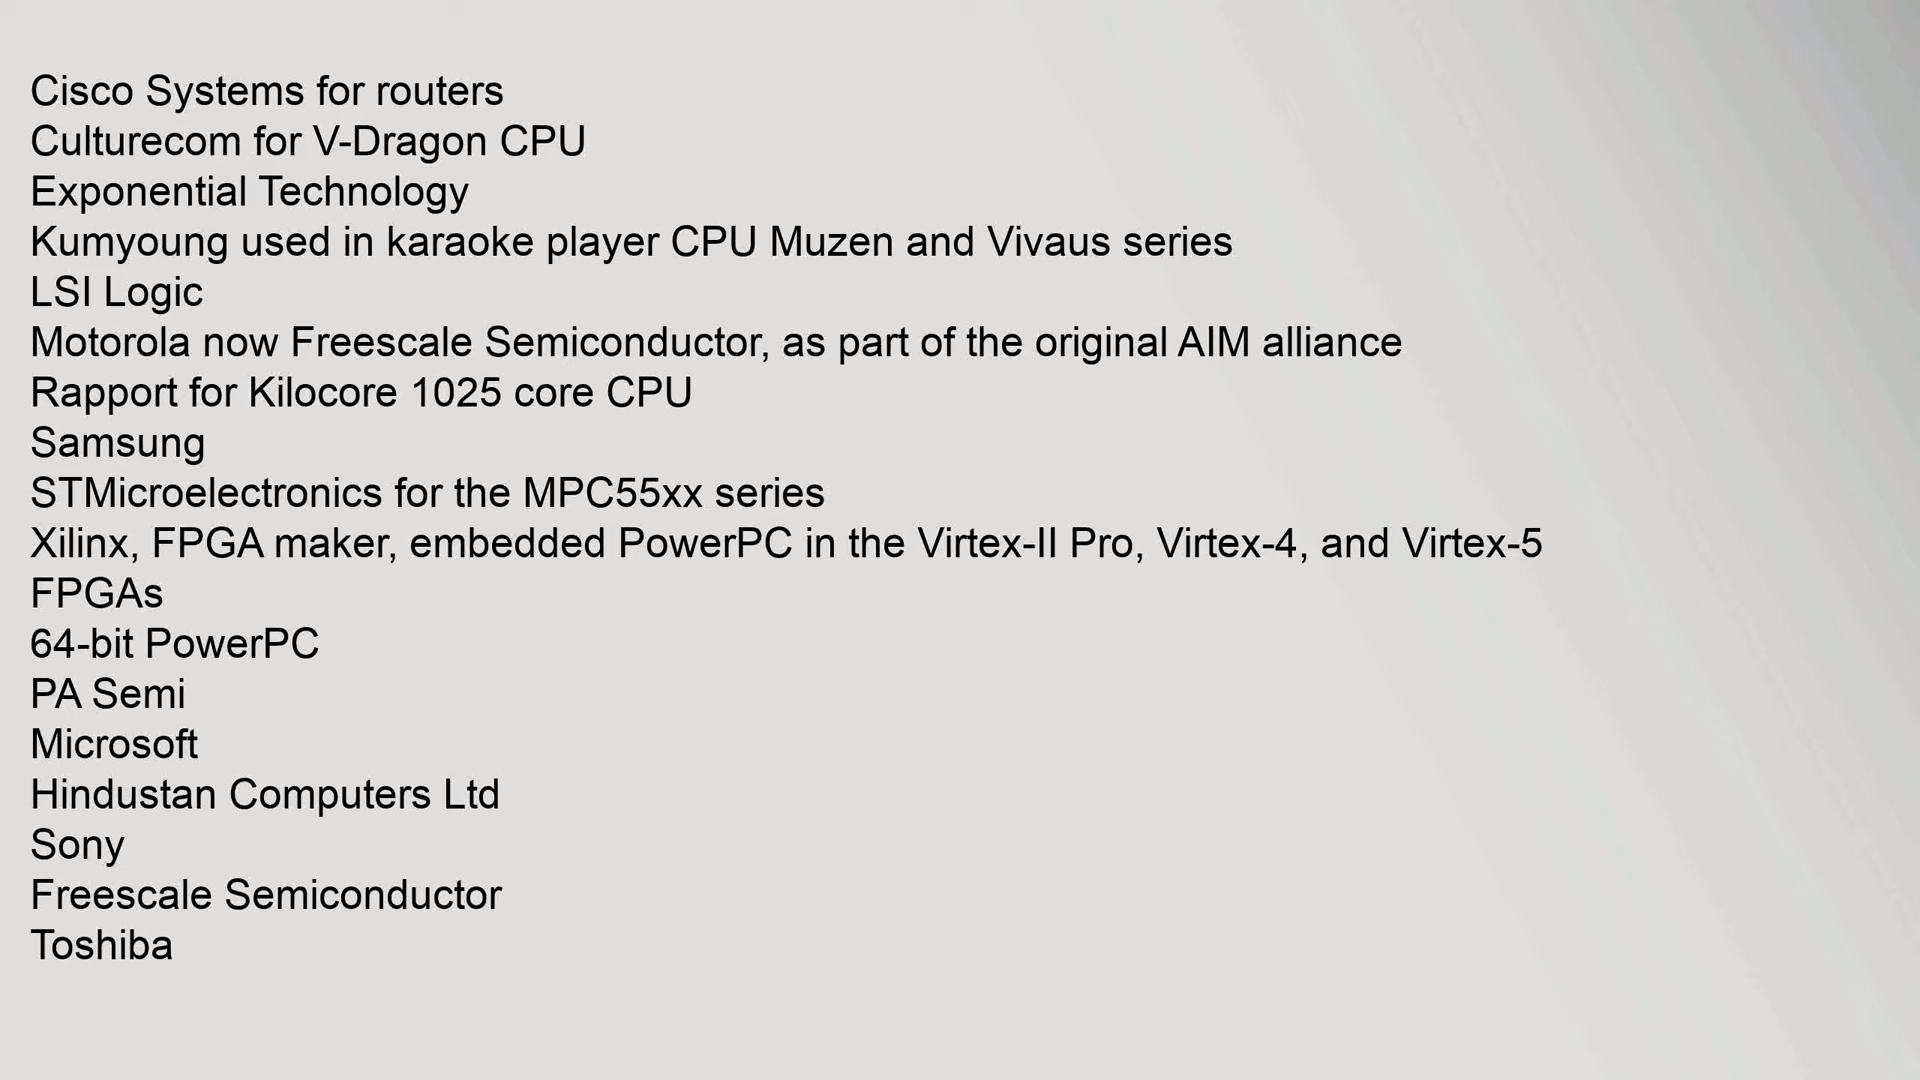 Cisco Systems for routers
Culturecom for V-Dragon CPU
Exponential Technology
Kumyoung used in karaoke player CPU Muzen and Vivaus series
LSI Logic
Motorola now Freescale Semiconductor, as part of the original AIM alliance
Rapport for Kilocore 1025 core CPU
Samsung
STMicroelectronics for the MPC55xx series
Xilinx, FPGA maker, embedded PowerPC in the Virtex-II Pro, Virtex-4, and Virtex-5
FPGAs
64-bit PowerPC
PA Semi
Microsoft
Hindustan Computers Ltd
Sony
Freescale Semiconductor
Toshiba